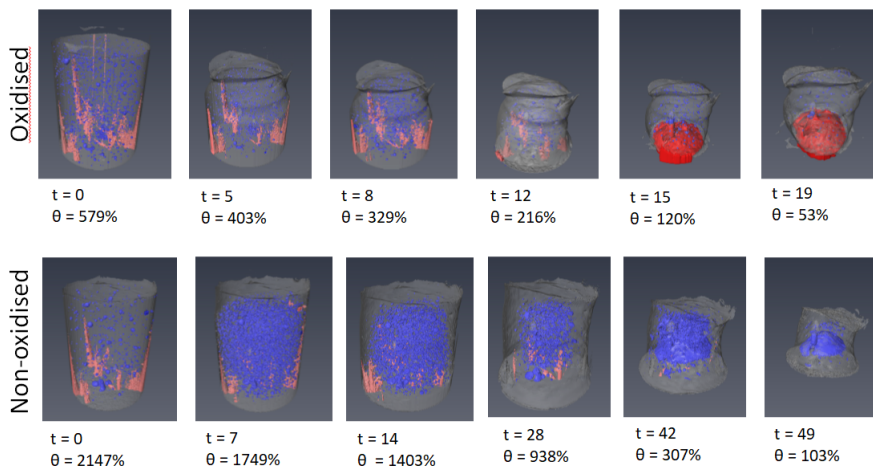 Oxidised
t = 0
θ = 579%
t = 5
θ = 403%
t = 8
θ = 329%
t = 12
θ = 216%
t = 15
θ = 120%
t = 19
θ = 53%
Non-oxidised
t = 0
θ = 2147%
t = 7
θ = 1749%
t = 14
θ = 1403%
t = 28
θ = 938%
t = 42
θ = 307%
t = 49
θ = 103%